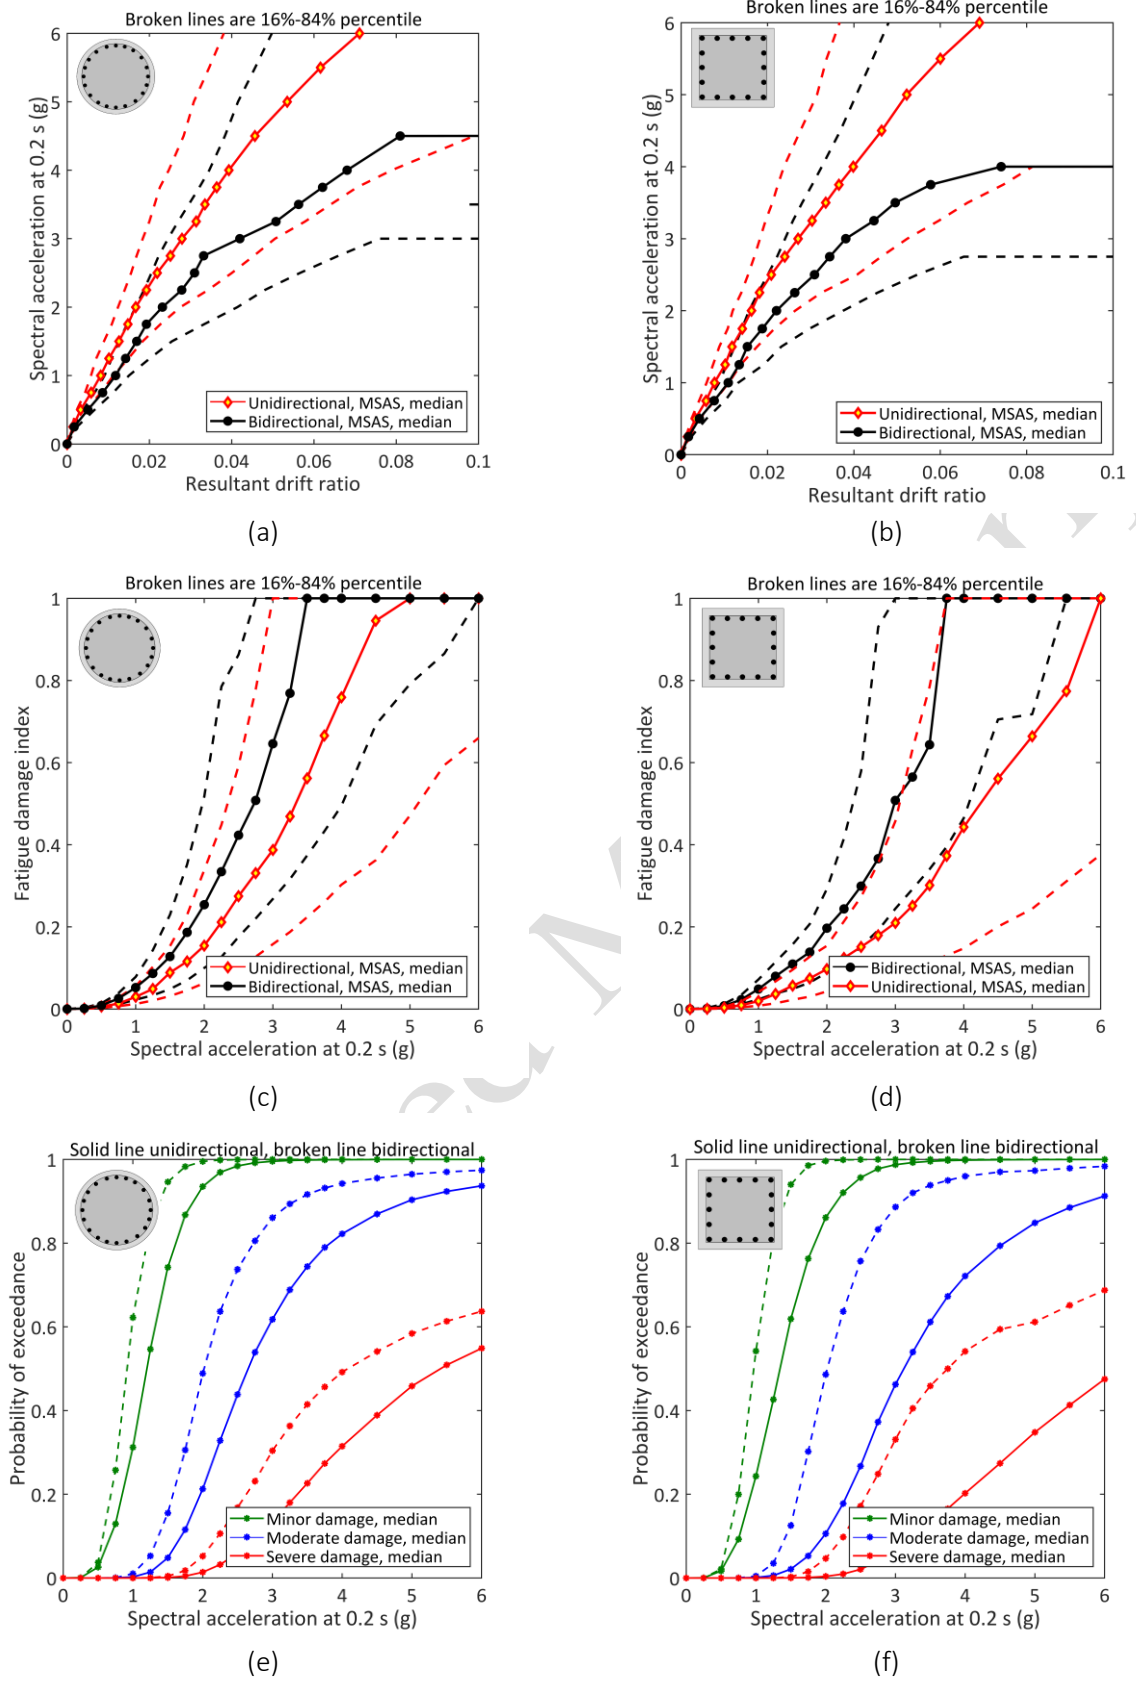 Broken lines are 16%-84% percentile
6
5
4
3
2
1
0
0
0.02
0.04
0.06
0.08
0.1
Spectral acceleration at 0.2 s (g)
Resultant drift ratio
Unidirectional, MSAS, median
Bidirectional, MSAS, median
(a)
Broken lines are 16%-84% percentile
6
5
4
3
2
1
0
0
0.02
0.04
0.06
0.08
0.1
Spectral acceleration at 0.2 s (g)
Resultant drift ratio
Unidirectional, MSAS, median
Bidirectional, MSAS, median
(b)
Broken lines are 16%-84% percentile
1
0.8
0.6
0.4
0.2
0
0
1
2
3
4
5
6
Fatigue damage index
Spectral acceleration at 0.2 s (g)
Unidirectional, MSAS, median
Bidirectional, MSAS, median
(c)
Broken lines are 16%-84% percentile
1
0.8
0.6
0.4
0.2
0
0
1
2
3
4
5
6
Fatigue damage index
Spectral acceleration at 0.2 s (g)
Bidirectional, MSAS, median
Unidirectional, MSAS, median
(d)
Solid line unidirectional, broken line bidirectional
1
0.8
0.6
0.4
0.2
0
0
1
2
3
4
5
6
Probability of exceedance
Spectral acceleration at 0.2 s (g)
Minor damage, median
Moderate damage, median
Severe damage, median
(e)
Solid line unidirectional, broken line bidirectional
1
0.8
0.6
0.4
0.2
0
0
1
2
3
4
5
6
Probability of exceedance
Spectral acceleration at 0.2 s (g)
Minor damage, median
Moderate damage, median
Severe damage, median
(f)